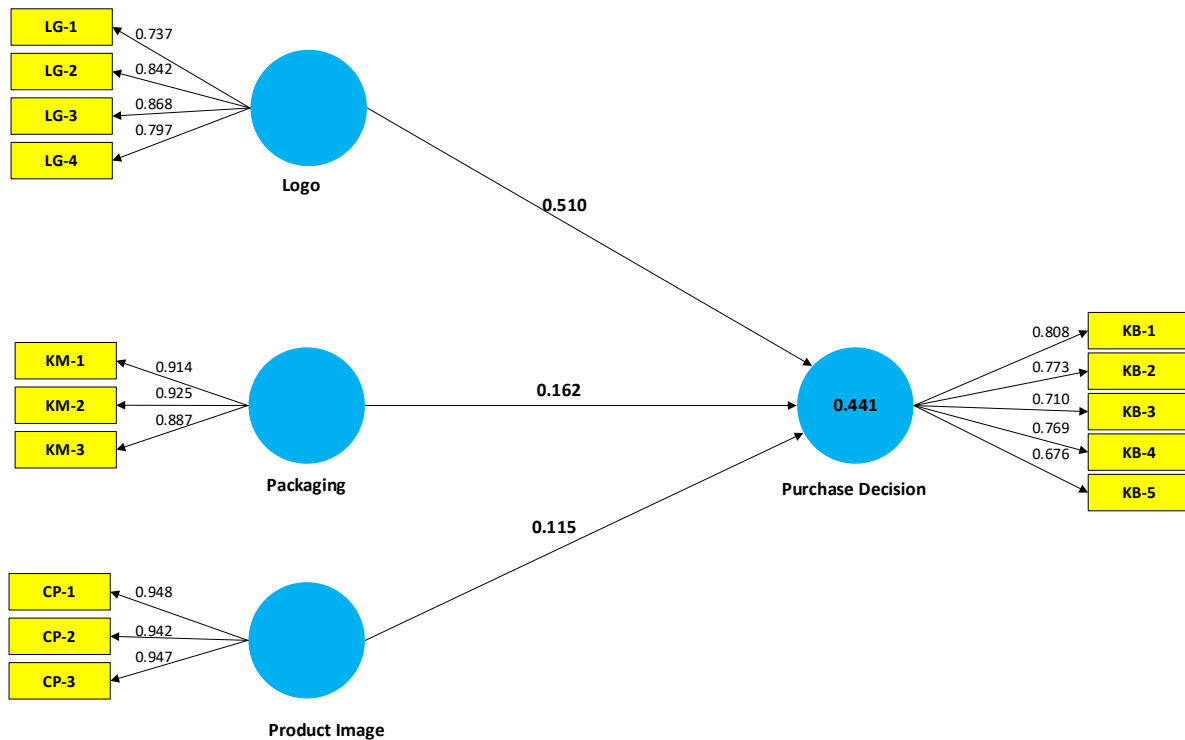 LG-1
0.737
LG-2
0.842
LG-3
0.868
LG-4
0.797
Logo
0.510
KM-1
0.914
KM-2
0.925
KM-3
0.887
Packaging
0.162
CP-1
0.948
CP-2
0.942
CP-3
0.947
Product Image
0.115
0.441
Purchase Decision
0.808
KB-1
0.773
KB-2
0.710
KB-3
0.769
KB-4
0.676
KB-5